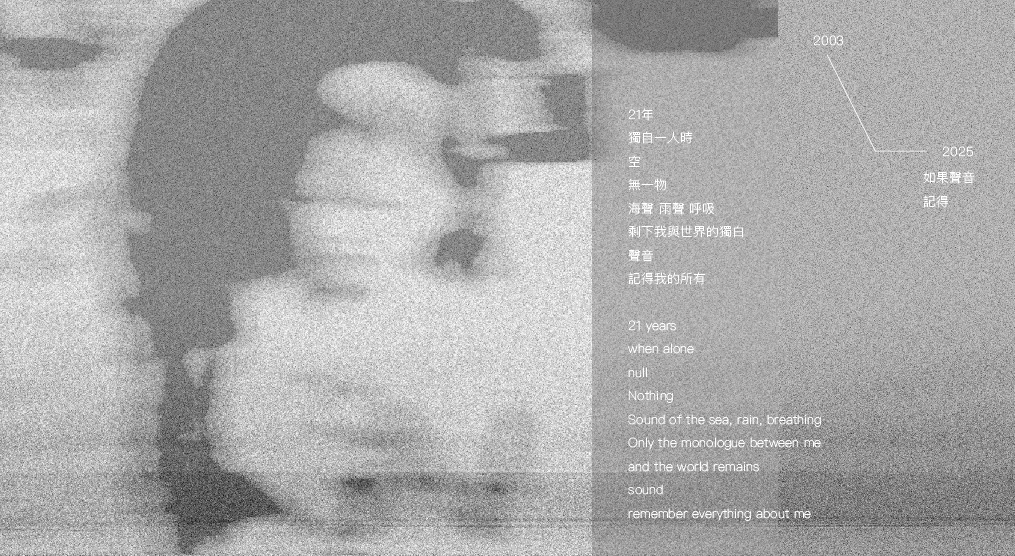 2003
2025
如果聲音
記得
21年
獨自一人時
空
無一物
海聲 雨聲 呼吸
剩下我與世界的獨白
聲音
記得我的所有
21 years
when alone
null
Nothing
Sound of the sea, rain, breathing
Only the monologue between me
and the world remains
sound
remember everything about me